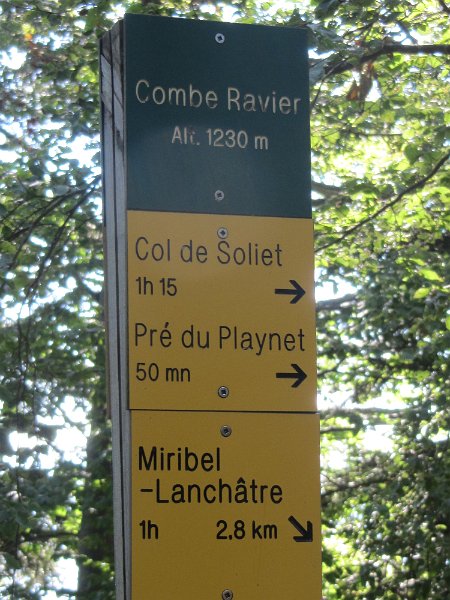 Combe Ravier
Alt. 1230 m
Col de Soliet
1h 15 →
Pré du Playnet
50 mn →
Miribel
-Lanchâtre
1h 2.8 km ↘